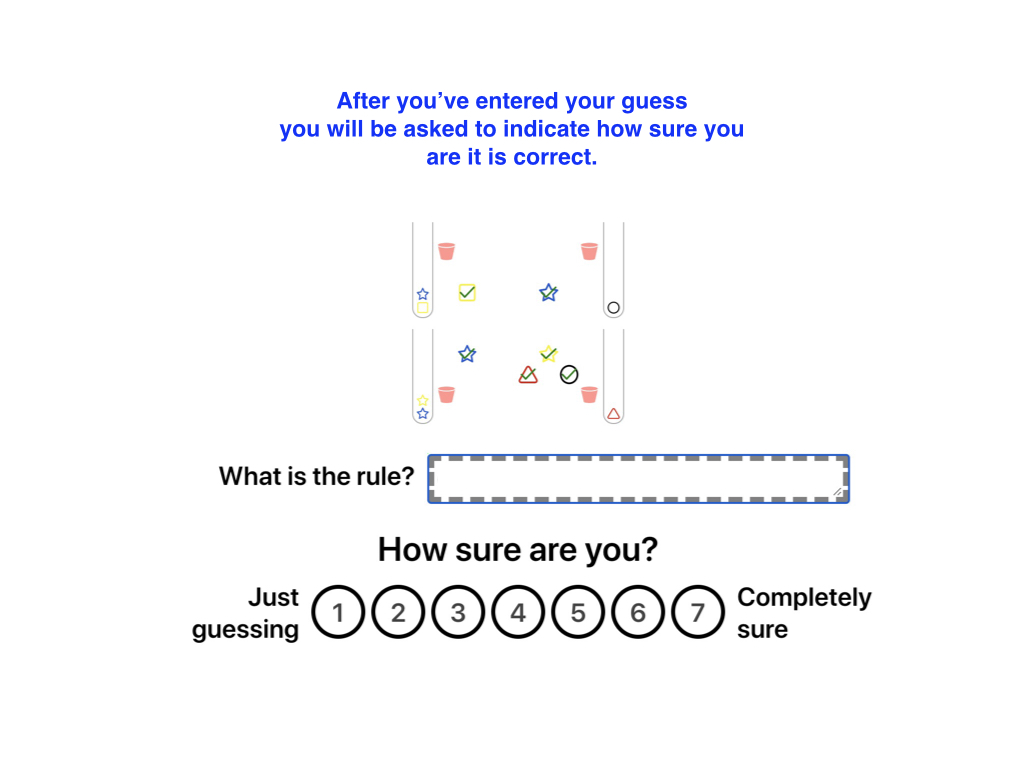 After you’ve entered your guess
you will be asked to indicate how sure you
are it is correct.
What is the rule?
How sure are you?
Just
guessing
1 2 3 4 5 6 7
Completely
sure